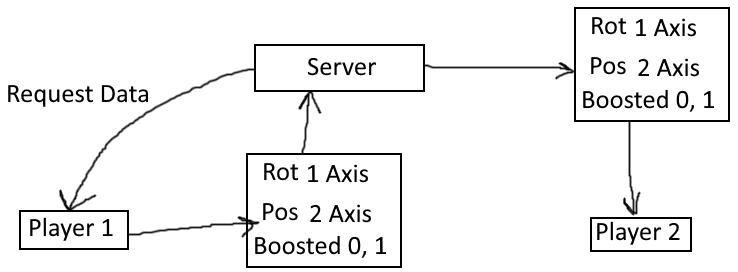 Rot 1 Axis
Pos 2 Axis
Boosted 0, 1
Server
Request Data
Rot 1 Axis
Pos 2 Axis
Boosted 0, 1
Player 1
Player 2